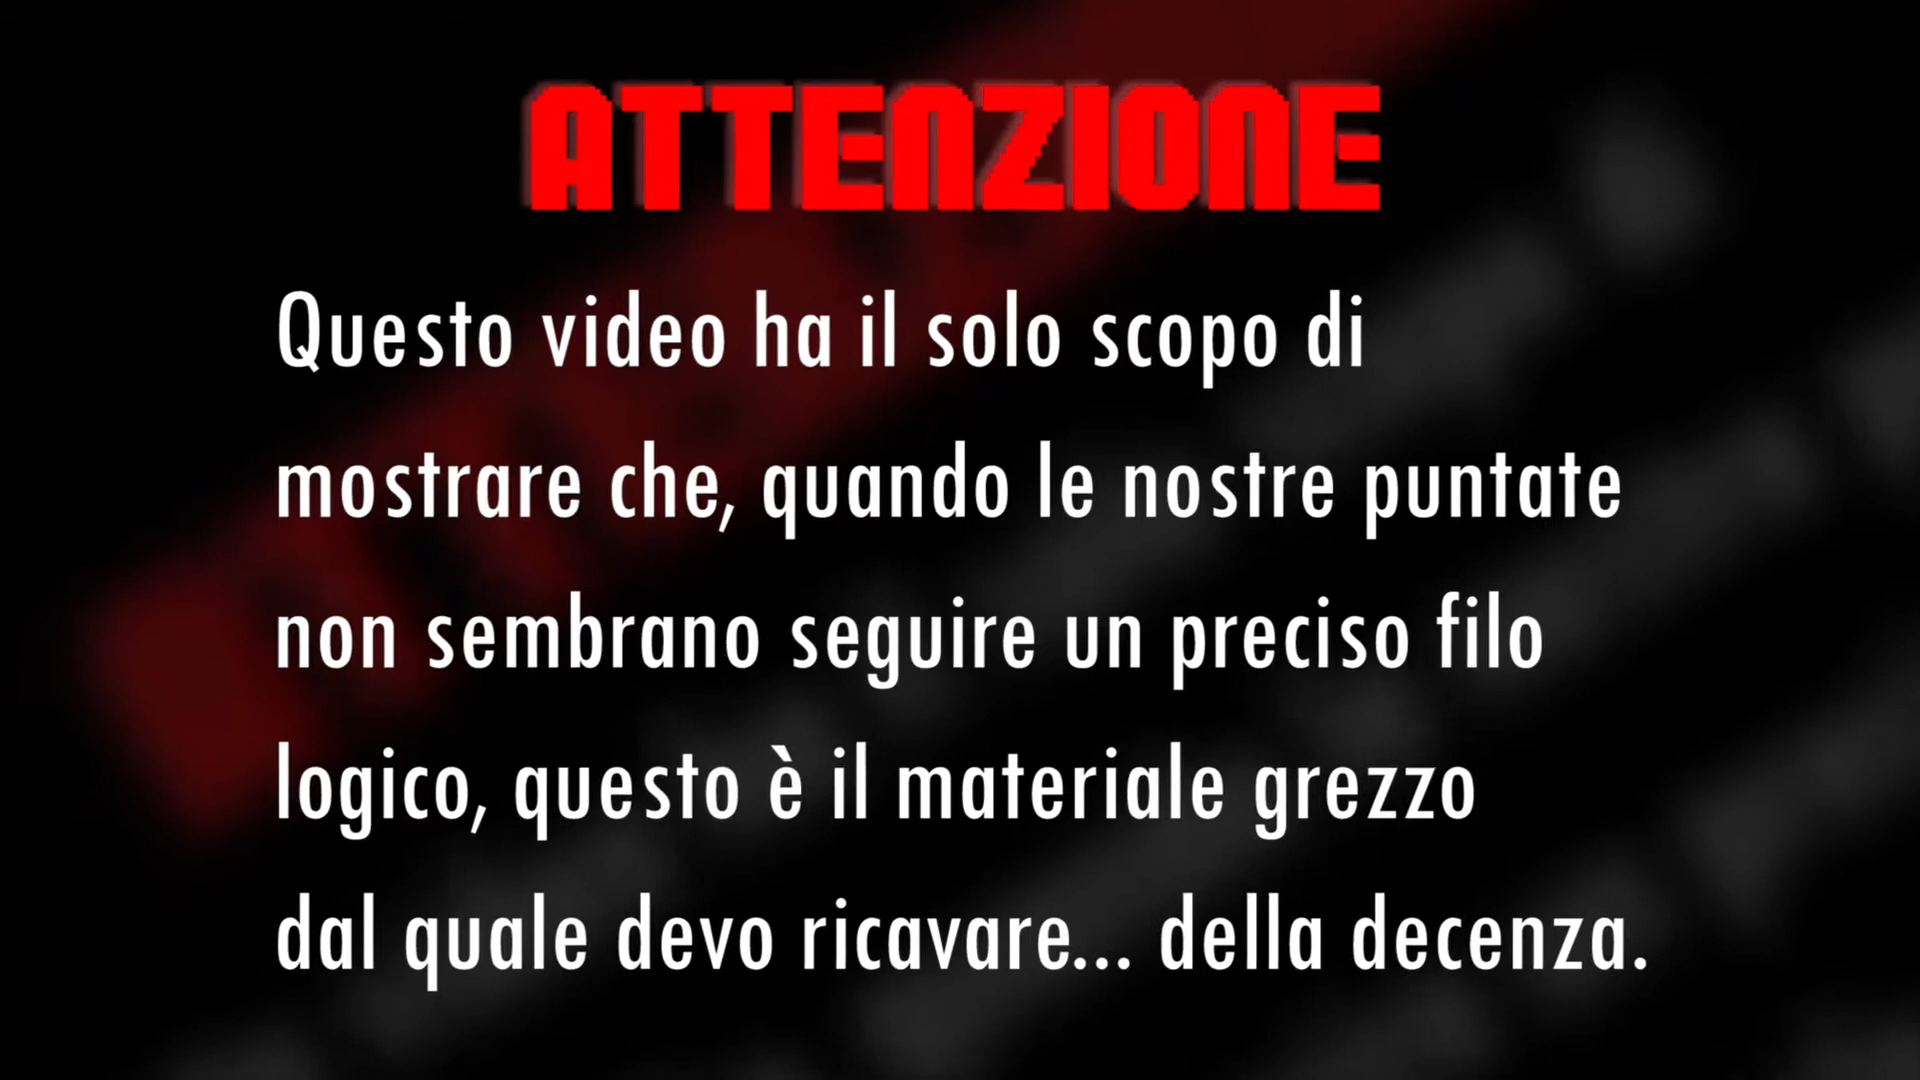 ATTENZIONE
Questo video ha il solo scopo di
mostrare che, quando le nostre puntate
non sembrano seguire un preciso filo
logico, questo è il materiale grezzo
dal quale devo ricavare... della decenza.